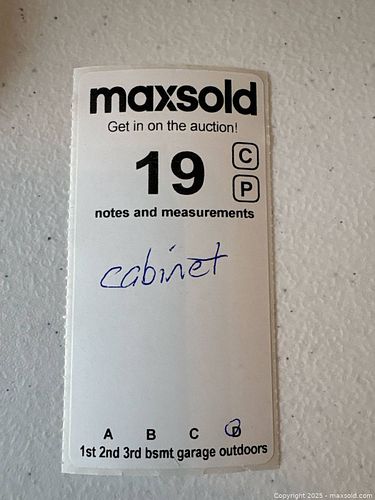 maxsold
Get in on the auction!
19
C
P
notes and measurements
cabinet
A B C D
1st 2nd 3rd bsmt garage outdoors
Copyright 2025 - maxsold.com